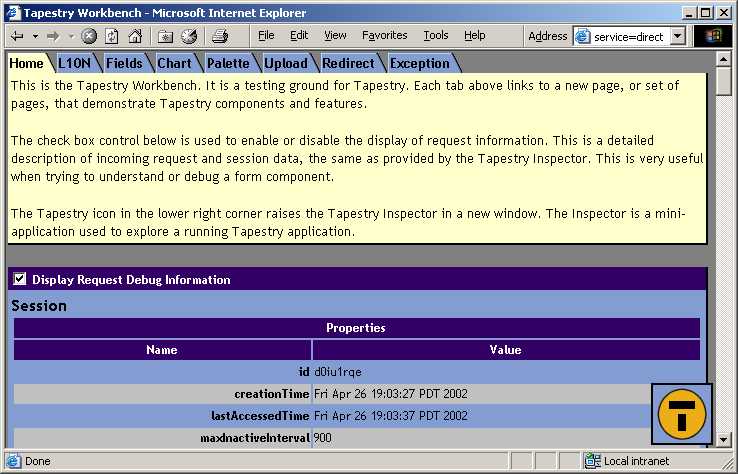 Tapestry Workbench - Microsoft Internet Explorer
File Edit View Favorites Tools Help Address service=direct
Home L10N Fields Chart Palette Upload Redirect Exception
This is the Tapestry Workbench. It is a testing ground for Tapestry. Each tab above links to a new page, or set of
pages, that demonstrate Tapestry components and features.
The check box control below is used to enable or disable the display of request information. This is a detailed
description of incoming request and session data, the same as provided by the Tapestry Inspector. This is very useful
when trying to understand or debug a form component.
The Tapestry icon in the lower right corner raises the Tapestry Inspector in a new window. The Inspector is a mini-
application used to explore a running Tapestry application.
Display Request Debug Information
Session
Properties
Name Value
id d0iu1rqe
creationTime Fri Apr 26 19:03:27 PDT 2002
lastAccessedTime Fri Apr 26 19:03:37 PDT 2002
maxInactiveInterval 900
T
Done Local intranet